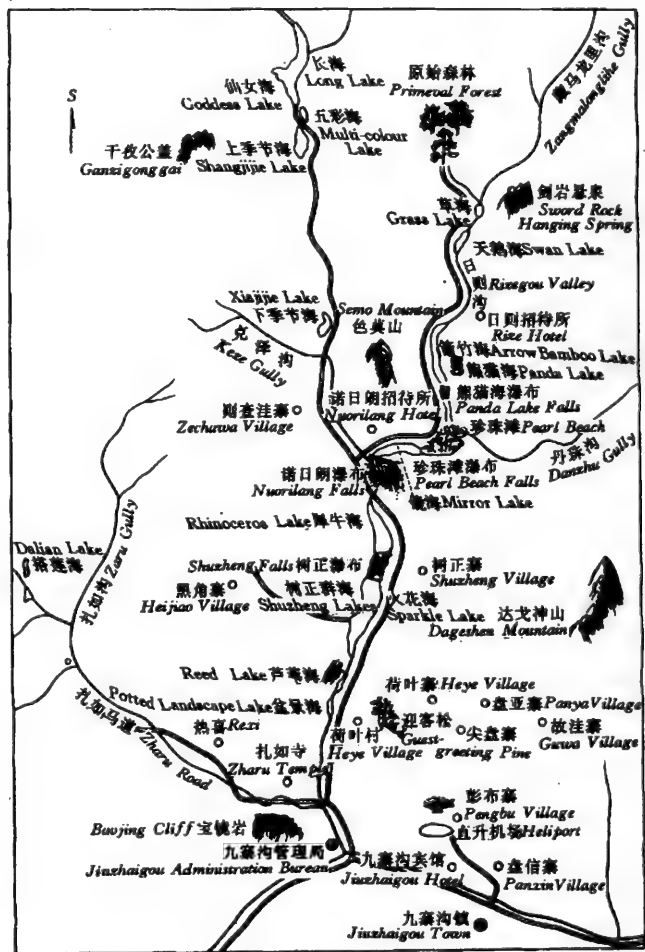 长海
Long Lake
仙女海
Goddess Lake
原始森林
Primeval Forest
Zangmalonglihe Gully
S
五彩海
Multi-colour
Lake
上季节海
Shangjijie Lake
干孜公盖
Ganzigonggai
草海
Grass Lake
剑岩悬泉
Sword Rock
Hanging Spring
天鹅海 Swan Lake
日则沟
Rizegou Valley
日则招待所
Rize Hotel
Xiajijie Lake
下季节海
Semo Mountain
色莫山
箭竹海 Arrow Bamboo Lake
熊猫海 Panda Lake
克泽沟
Keze Gully
熊猫海瀑布
Panda Lake Falls
诺日朗招待所
Nuorilang Hotel
则查洼寨
Zechawa Village
珍珠滩 Pearl Beach
丹珠沟
Danzhu Gully
诺日朗瀑布
Nuorilang Falls
珍珠滩瀑布
Pearl Beach Falls
镜海 Mirror Lake
Rhinoceros Lake 犀牛海
扎如沟 Zaru Gully
Dalian Lake
Shuzheng Falls 树正瀑布
树正寨
Shuzheng Village
黑角寨
Heijiao Village
树正群海
Shuzheng Lakes
火花海
Sparkle Lake
达戈神山
Dageshen Mountain
Reed Lake 芦苇海
荷叶寨 Heye Village
Potted Landscape Lake 盆景海
盘亚寨 Panya Village
扎如马道
Zharu Road
热喜 Rexi
荷叶村
Heye Village
迎客松
Guest-
greeting Pine
尖盘寨
故洼寨
Guwa Village
扎如寺
Zharu Temple
彭布寨
Pengbu Village
直升机场 Heliport
Baojing Cliff 宝镜岩
九寨沟管理局
Jiuzhaigou Administration Bureau
九寨沟宾馆
Jiuzhaigou Hotel
盘信寨
Panxin Village
九寨沟镇
Jiuzhaigou Town